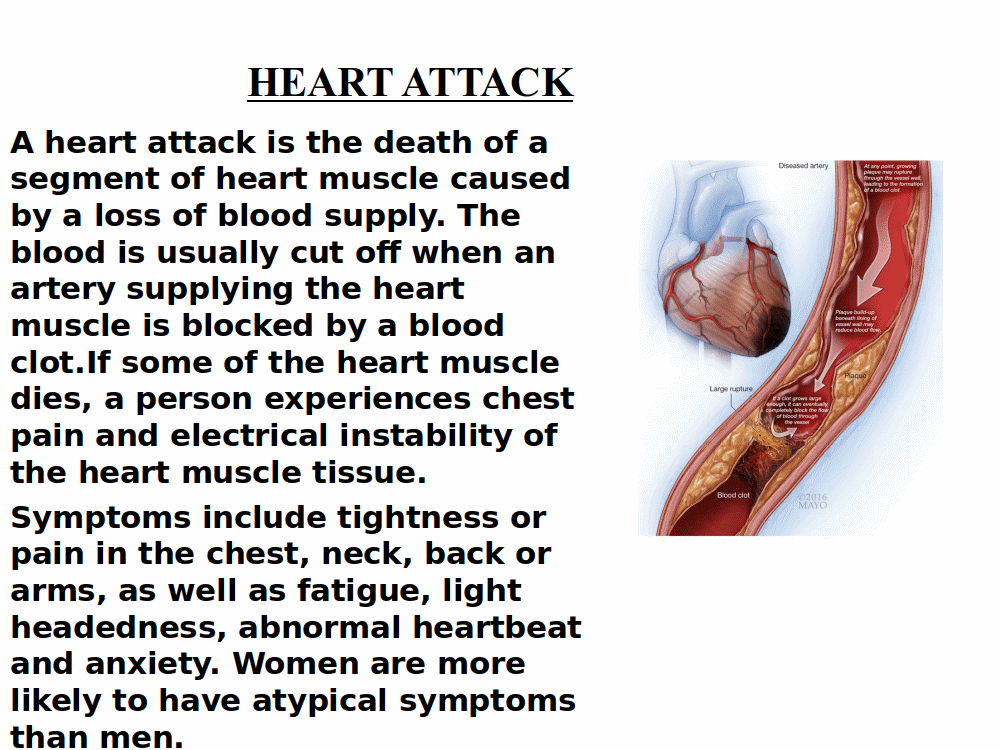 HEART ATTACK
A heart attack is the death of a
segment of heart muscle caused
by a loss of blood supply. The
blood is usually cut off when an
artery supplying the heart
muscle is blocked by a blood
clot.If some of the heart muscle
dies, a person experiences chest
pain and electrical instability of
the heart muscle tissue.
Symptoms include tightness or
pain in the chest, neck, back or
arms, as well as fatigue, light
headedness, abnormal heartbeat
and anxiety. Women are more
likely to have atypical symptoms
than men.
Diseased artery
At any point, growing
plaque may rupture
through the vessel wall,
leading to the formation
of a blood clot.
Plaque build-up
beneath lining of
vessel wall may
reduce blood flow.
Plaque
Large rupture
If a clot grows large
enough, it can eventually
completely block the flow
of blood through
the vessel
Blood clot
©2016
MAYO